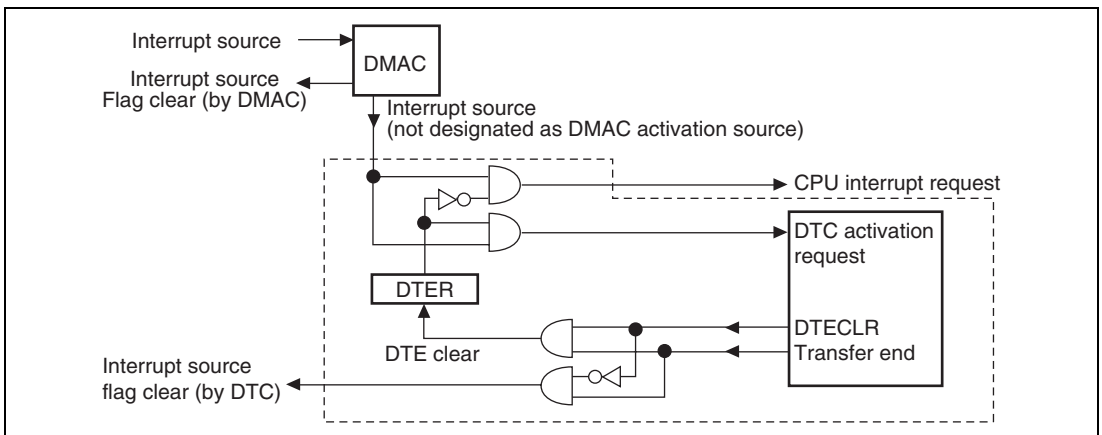 Interrupt source
DMAC
Interrupt source
Flag clear (by DMAC)
Interrupt source
(not designated as DMAC activation source)
CPU interrupt request
DTC activation
request
DTER
DTECLR
DTE clear
Transfer end
Interrupt source
flag clear (by DTC)